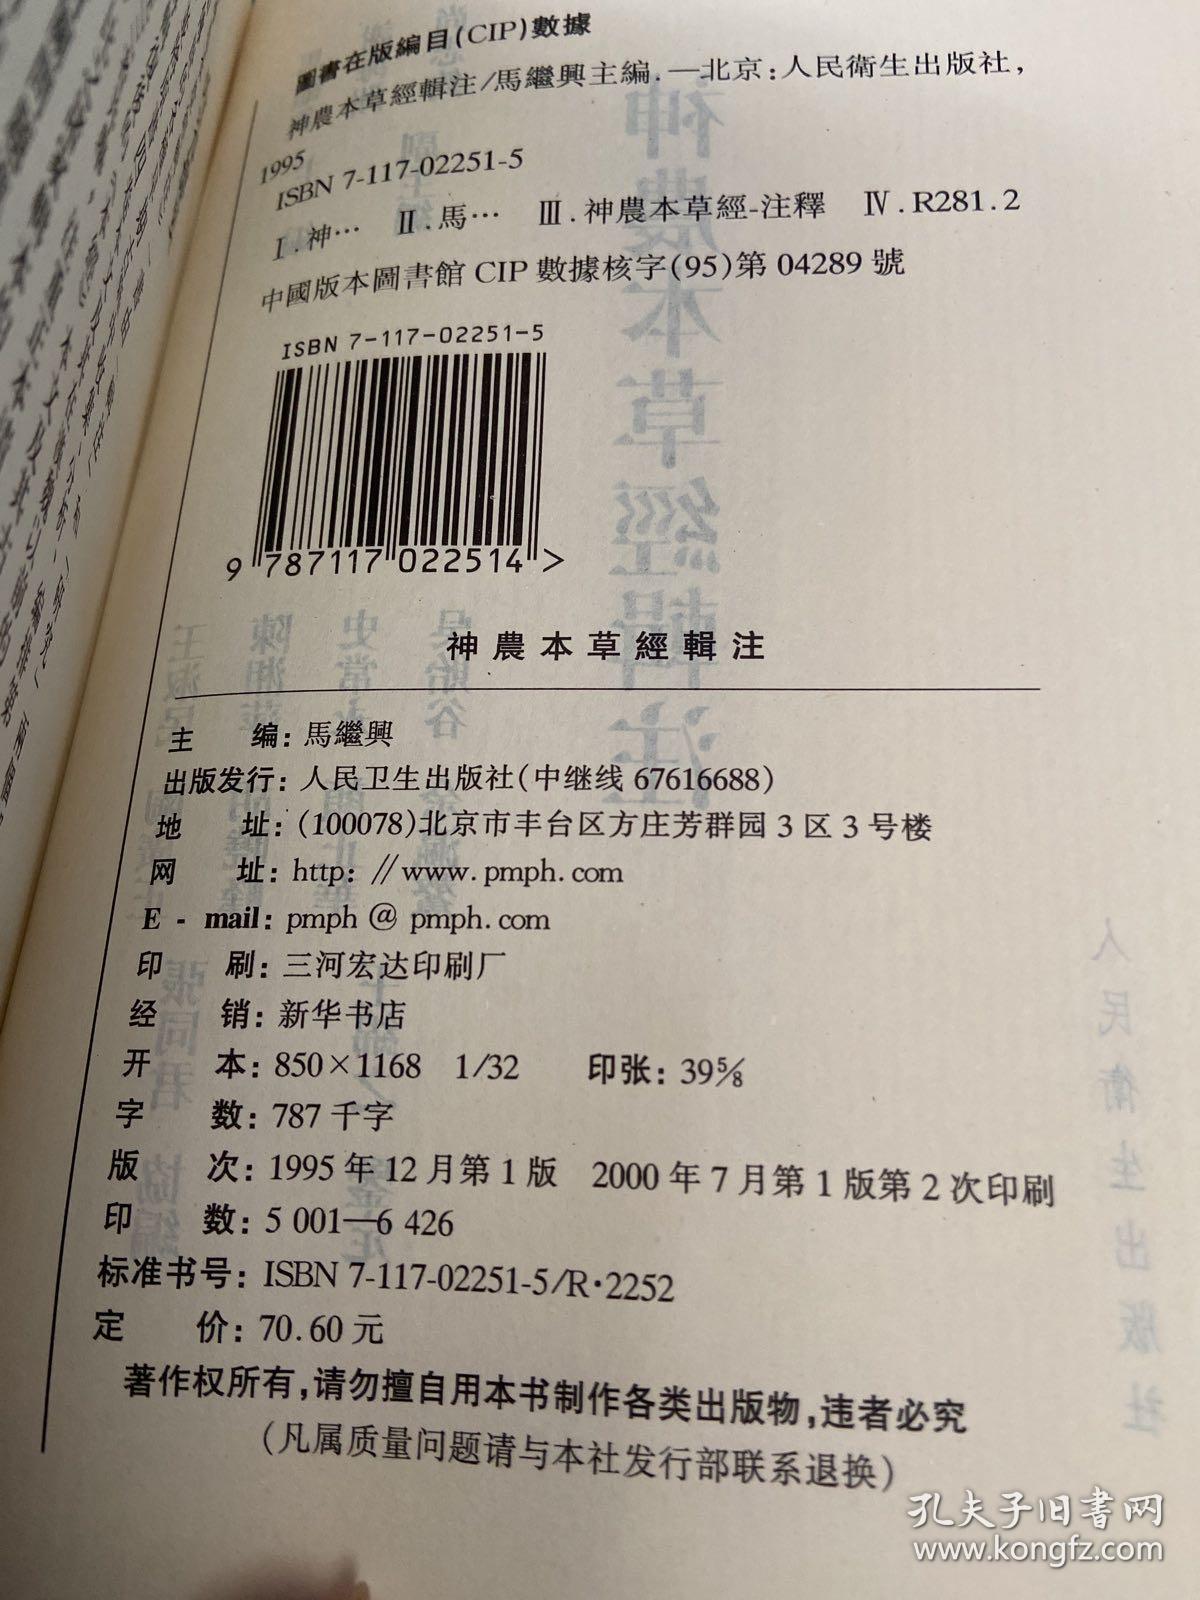 圖書在版編目(CIP)數據
神農本草經輯注/馬繼興主編.—北京:人民衛生出版社,
1995
ISBN 7-117-02251-5
Ⅰ.神… Ⅱ.馬… Ⅲ.神農本草經-注釋 Ⅳ.R281.2
中國版本圖書館 CIP 數據核字(95)第 04289 號
ISBN 7-117-02251-5
9 787117 022514 >
神農本草經輯注
主 编:馬繼興
出版发行:人民卫生出版社(中继线 67616688)
地 址:(100078)北京市丰台区方庄芳群园 3 区 3 号楼
网 址:http://www.pmph.com
E - mail:pmph @ pmph.com
印 刷:三河宏达印刷厂
经 销:新华书店
开 本:850×1168 1/32 印张:39⅝
字 数:787 千字
版 次:1995 年 12 月第 1 版 2000 年 7 月第 1 版第 2 次印刷
印 数:5 001—6 426
标准书号:ISBN 7-117-02251-5/R·2252
定 价:70.60 元
著作权所有,请勿擅自用本书制作各类出版物,违者必究
(凡属质量问题请与本社发行部联系退换)
孔夫子旧书网
www.kongfz.com